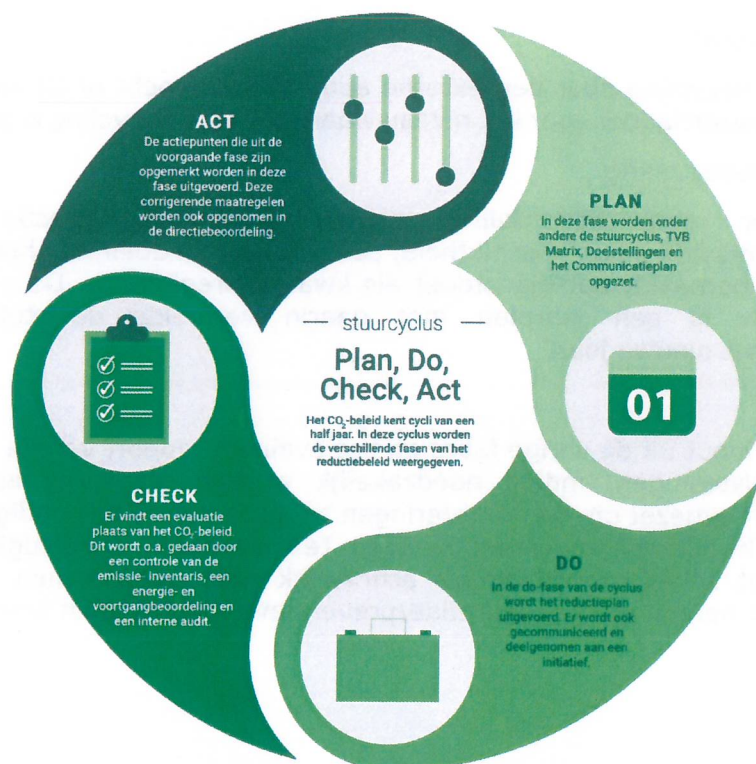 stuurcyclus
Plan, Do,
Check, Act
Het CO₂-beleid kent cycli van een
half jaar. In deze cyclus worden
de verschillende fasen van het
reductiebeleid weergegeven.
PLAN
In deze fase worden onder
andere de stuurcyclus, TVB
Matrix, Doelstellingen en
het Communicatieplan
opgezet.
01
DO
In de do-fase van de cyclus
wordt het reductieplan
uitgevoerd. Er wordt ook
gecommuniceerd en
deelgenomen aan een
initiatief.
CHECK
Er vindt een evaluatie
plaats van het CO₂-beleid.
Dit wordt o.a. gedaan door
een controle van de
emissie- inventaris, een
energie- en
voortgangbeoordeling en
een interne audit.
ACT
De actiepunten die uit de
voorgaande fase zijn
opgemerkt worden in deze
fase uitgevoerd. Deze
corrigerende maatregelen
worden ook opgenomen in
de directiebeoordeling.